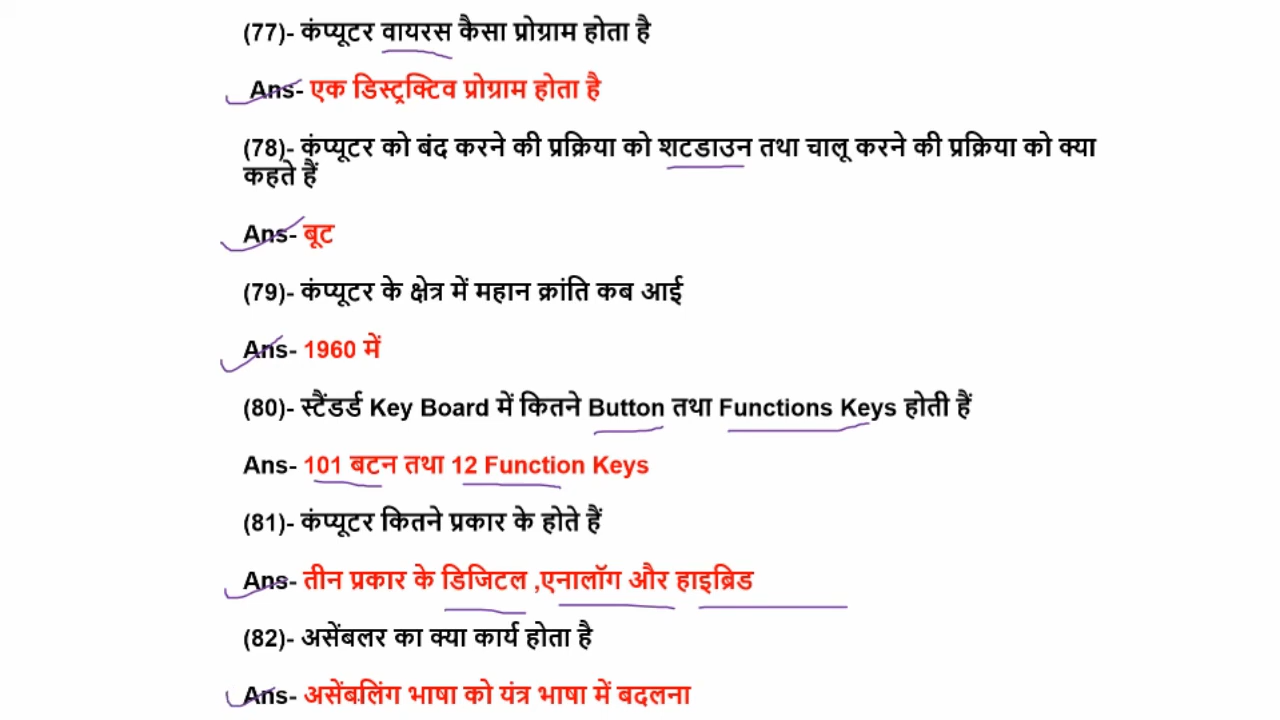 (77)- कंप्यूटर वायरस कैसा प्रोग्राम होता है
Ans- एक डिस्ट्रक्टिव प्रोग्राम होता है
(78)- कंप्यूटर को बंद करने की प्रक्रिया को शटडाउन तथा चालू करने की प्रक्रिया को क्या
कहते हैं
Ans- बूट
(79)- कंप्यूटर के क्षेत्र में महान क्रांति कब आई
Ans- 1960 में
(80)- स्टैंडर्ड Key Board में कितने Button तथा Functions Keys होती हैं
Ans- 101 बटन तथा 12 Function Keys
(81)- कंप्यूटर कितने प्रकार के होते हैं
Ans- तीन प्रकार के डिजिटल ,एनालॉग और हाइब्रिड
(82)- असेंबलर का क्या कार्य होता है
Ans- असेंबलिंग भाषा को यंत्र भाषा में बदलना